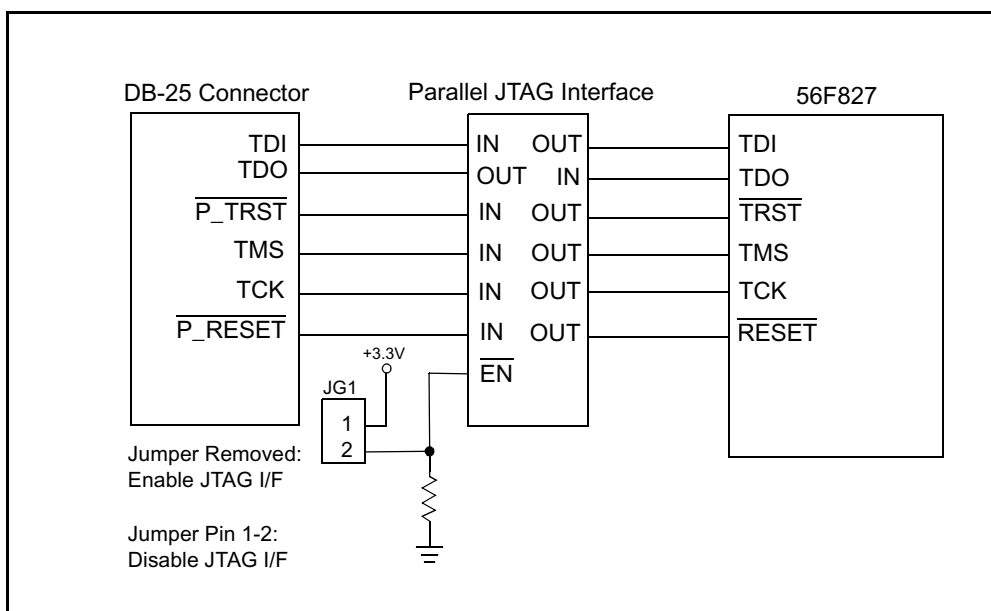 DB-25 Connector
Parallel JTAG Interface
56F827
TDI
IN OUT
TDI
TDO
OUT IN
TDO
P_TRST
IN OUT
TRST
TMS
IN OUT
TMS
TCK
IN OUT
TCK
P_RESET
IN OUT
RESET
+3.3V
EN
JG1
1
2
Jumper Removed:
Enable JTAG I/F
Jumper Pin 1-2:
Disable JTAG I/F